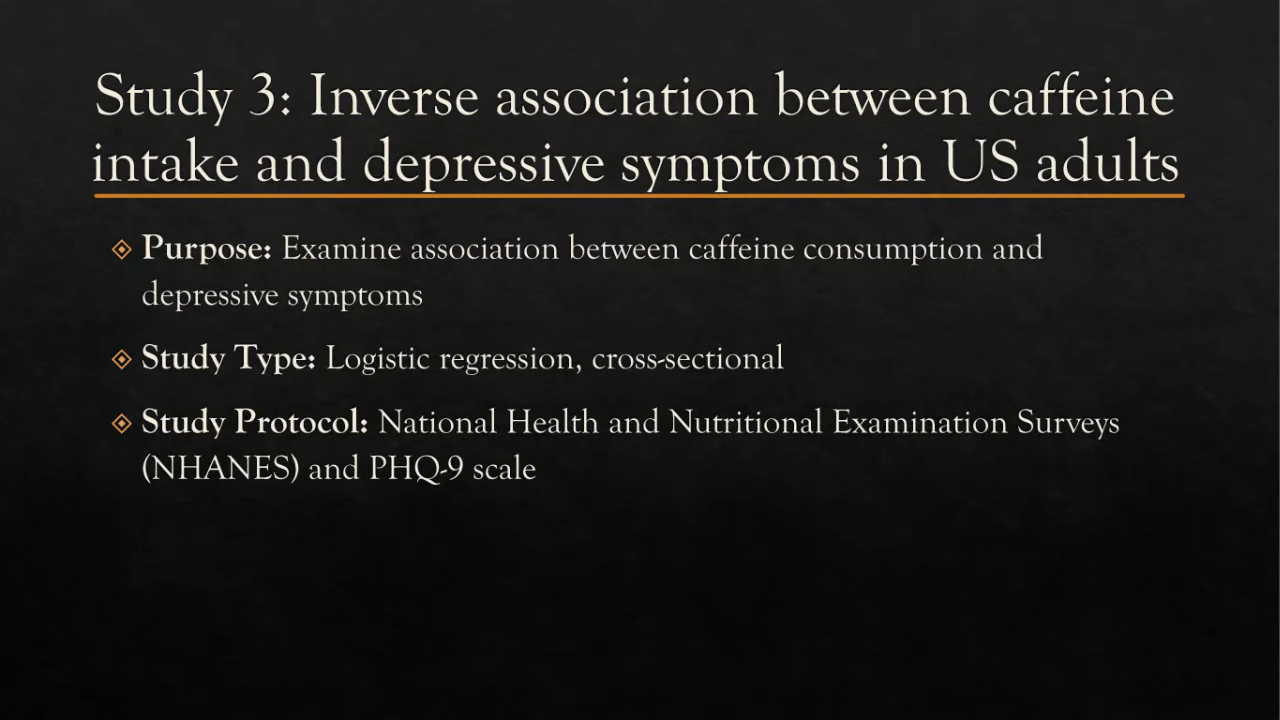 Study 3: Inverse association between caffeine
intake and depressive symptoms in US adults
Purpose: Examine association between caffeine consumption and
depressive symptoms
Study Type: Logistic regression, cross-sectional
Study Protocol: National Health and Nutritional Examination Surveys
(NHANES) and PHQ-9 scale